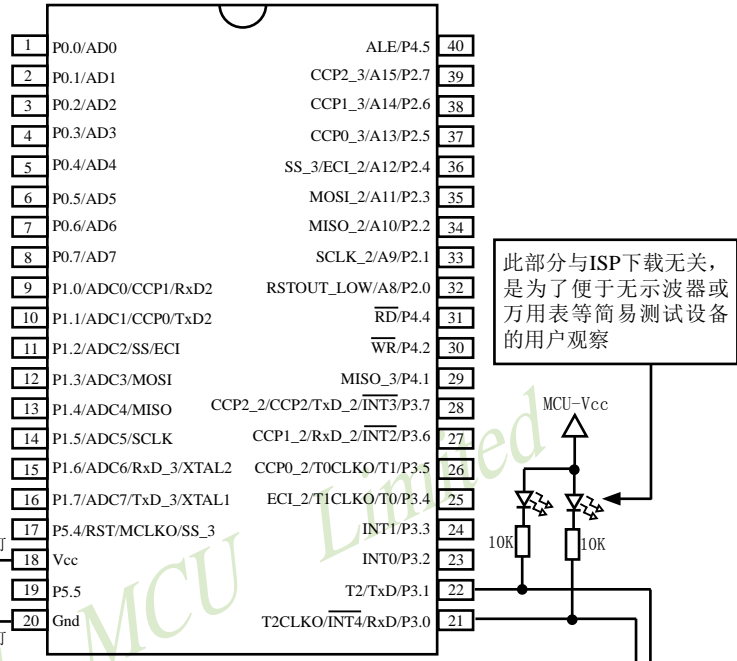 1 P0.0/AD0 ALE/P4.5 40
2 P0.1/AD1 CCP2_3/A15/P2.7 39
3 P0.2/AD2 CCP1_3/A14/P2.6 38
4 P0.3/AD3 CCP0_3/A13/P2.5 37
5 P0.4/AD4 SS_3/ECI_2/A12/P2.4 36
6 P0.5/AD5 MOSI_2/A11/P2.3 35
7 P0.6/AD6 MISO_2/A10/P2.2 34
8 P0.7/AD7 SCLK_2/A9/P2.1 33
9 P1.0/ADC0/CCP1/RxD2 RSTOUT_LOW/A8/P2.0 32
10 P1.1/ADC1/CCP0/TxD2 RD/P4.4 31
11 P1.2/ADC2/SS/ECI WR/P4.2 30
12 P1.3/ADC3/MOSI MISO_3/P4.1 29
13 P1.4/ADC4/MISO CCP2_2/CCP2/TxD_2/INT3/P3.7 28
14 P1.5/ADC5/SCLK CCP1_2/RxD_2/INT2/P3.6 27
15 P1.6/ADC6/RxD_3/XTAL2 CCP0_2/T0CLKO/T1/P3.5 26
16 P1.7/ADC7/TxD_3/XTAL1 ECI_2/T1CLKO/T0/P3.4 25
17 P5.4/RST/MCLKO/SS_3 INT1/P3.3 24
18 Vcc INT0/P3.2 23
19 P5.5 T2/TxD/P3.1 22
20 Gnd T2CLKO/INT4/RxD/P3.0 21
此部分与ISP下载无关，
是为了便于无示波器或
万用表等简易测试设备
的用户观察
MCU-Vcc
10K 10K
MCU Limited